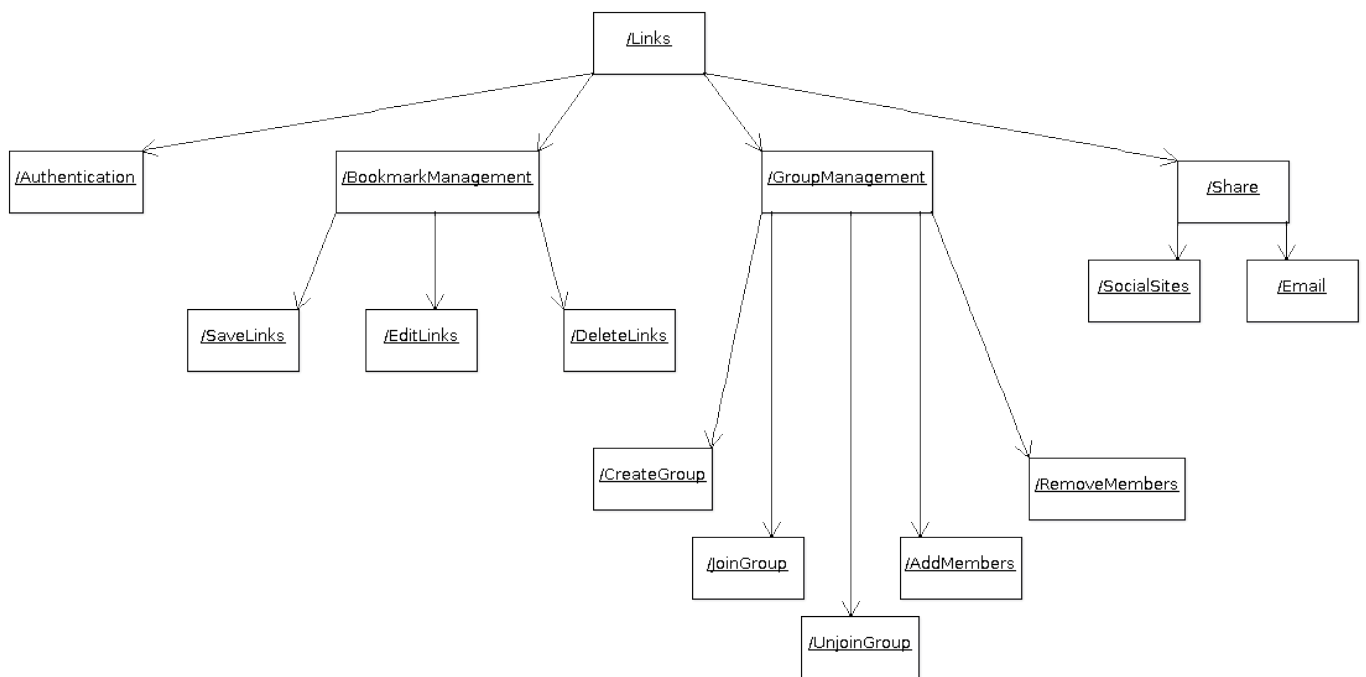 /Links
/Authentication
/BookmarkManagement
/GroupManagement
/Share
/SocialSites
/Email
/SaveLinks
/EditLinks
/DeleteLinks
/CreateGroup
/RemoveMembers
/JoinGroup
/AddMembers
/UnjoinGroup